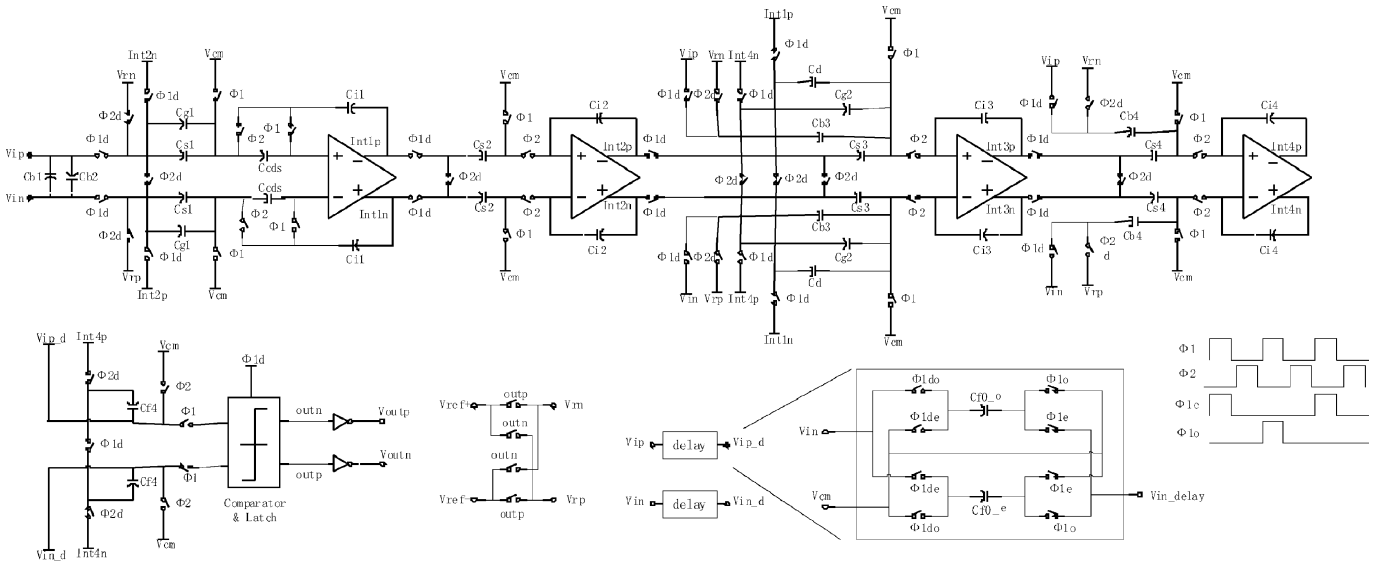 Int1p
Vcm
Int2n
Vcm
Vcm
Vip
Vrn
Int4n
Φ1d
Φ1
Vip
Vrn
Vcm
Vrn
Φ1d
Φ1
Cd
Φ2d
Cg1
Ci1
Φ1
Ci2
Φ1d
Φ2d
Φ1d
Cg2
Cb3
Ci3
Φ1d
Φ2d
Cb4
Φ1
Ci4
Φ1d
Cs1
Φ2
Φ1
Ccds
Int1p
Φ1d
Cs2
Φ2
Int2p
Φ1d
Cs3
Φ2
Int3p
Φ1d
Cs4
Φ2
Int4p
Vip
Cb1
Cb2
Φ2d
+
−
Φ2d
+
−
Φ2d
Φ2d
Φ2d
+
−
Φ2d
+
−
Vin
Φ1d
Cs1
Ccds
Φ2
Φ1
−
+
Int1n
Φ1d
Cs2
Φ2
−
+
Int2n
Φ1d
Cs3
Φ2
−
+
Int3n
Φ1d
Cs4
Φ2
−
+
Int4n
Φ2d
Cg1
Φ1d
Φ1
Ci1
Φ1
Ci2
Cb3
Cg2
Φ1d
Φ2d
Φ1d
Cd
Ci3
Φ1d
Φ2
d
Cb4
Φ1
Ci4
Vrp
Int2p
Vcm
Vcm
Vin
Vrp
Int4p
Φ1d
Φ1
Vin
Vrp
Vcm
Int1n
Vcm
Vip_d
Int4p
Vcm
Φ1d
Φ2d
Φ2
Cf4
Φ1
outn
Voutp
Φ1d
outp
Voutn
Cf4
Φ1
Φ2d
Φ2
Comparator
& Latch
Vin_d
Int4n
Vcm
outp
Vref+
Vrn
outn
outn
Vref-
Vrp
outp
Vip
delay
Vip_d
Vin
delay
Vin_d
Φ1do
Φ1o
Cf0_o
Φ1de
Φ1e
Vin
Φ1de
Φ1e
Vcm
Cf0_e
Φ1do
Φ1o
Vin_delay
Φ1
Φ2
Φ1e
Φ1o